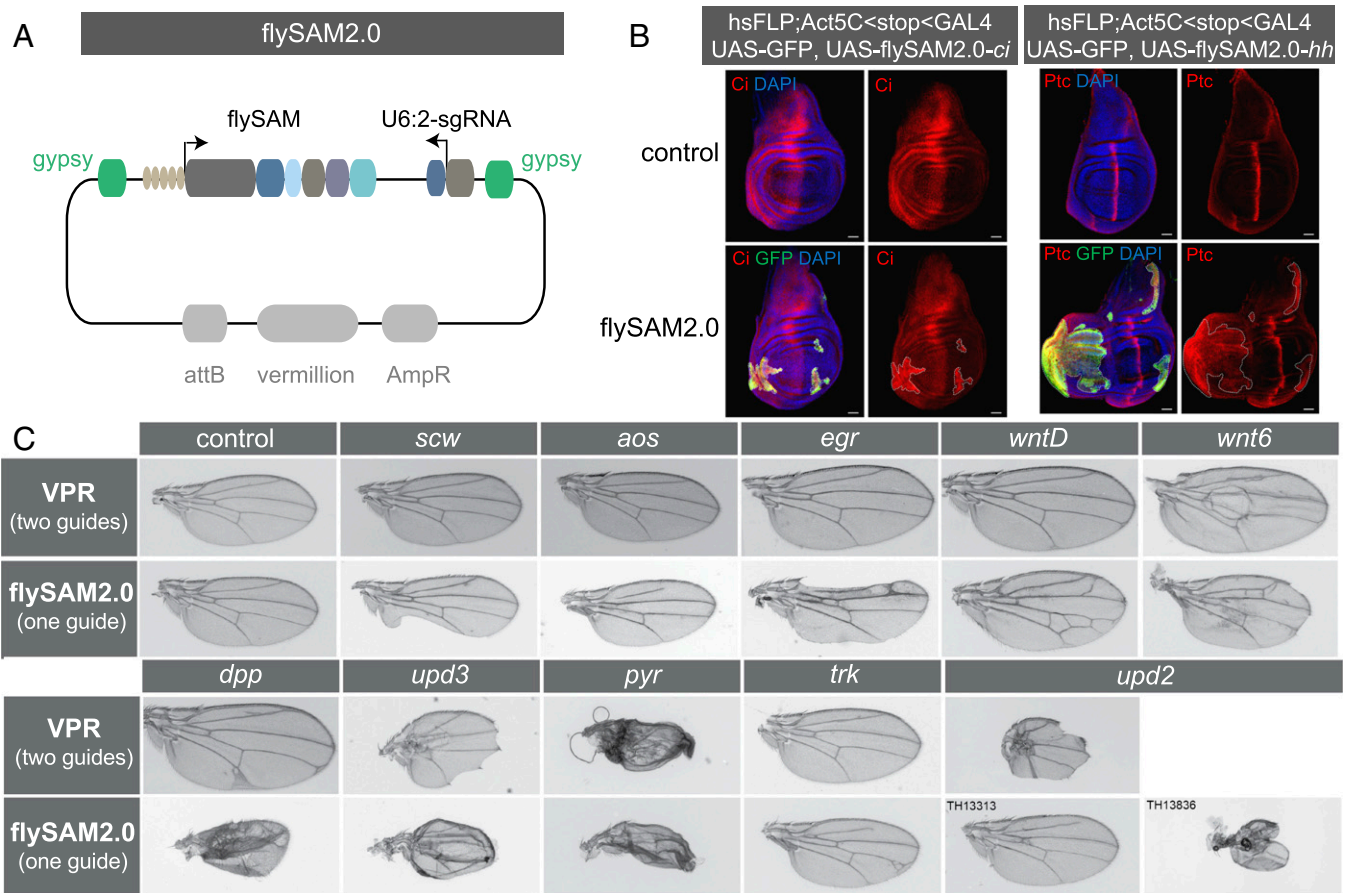 A
flySAM2.0
flySAM
U6:2-sgRNA
gypsy
gypsy
attB
vermillion
AmpR
B
hsFLP;Act5C<stop<GAL4
UAS-GFP, UAS-flySAM2.0-ci
hsFLP;Act5C<stop<GAL4
UAS-GFP, UAS-flySAM2.0-hh
control
Ci DAPI
Ci
Ptc DAPI
Ptc
flySAM2.0
Ci GFP DAPI
Ci
Ptc GFP DAPI
Ptc
C
control
scw
aos
egr
wntD
wnt6
VPR
(two guides)
flySAM2.0
(one guide)
dpp
upd3
pyr
trk
upd2
VPR
(two guides)
flySAM2.0
(one guide)
TH13313
TH13836